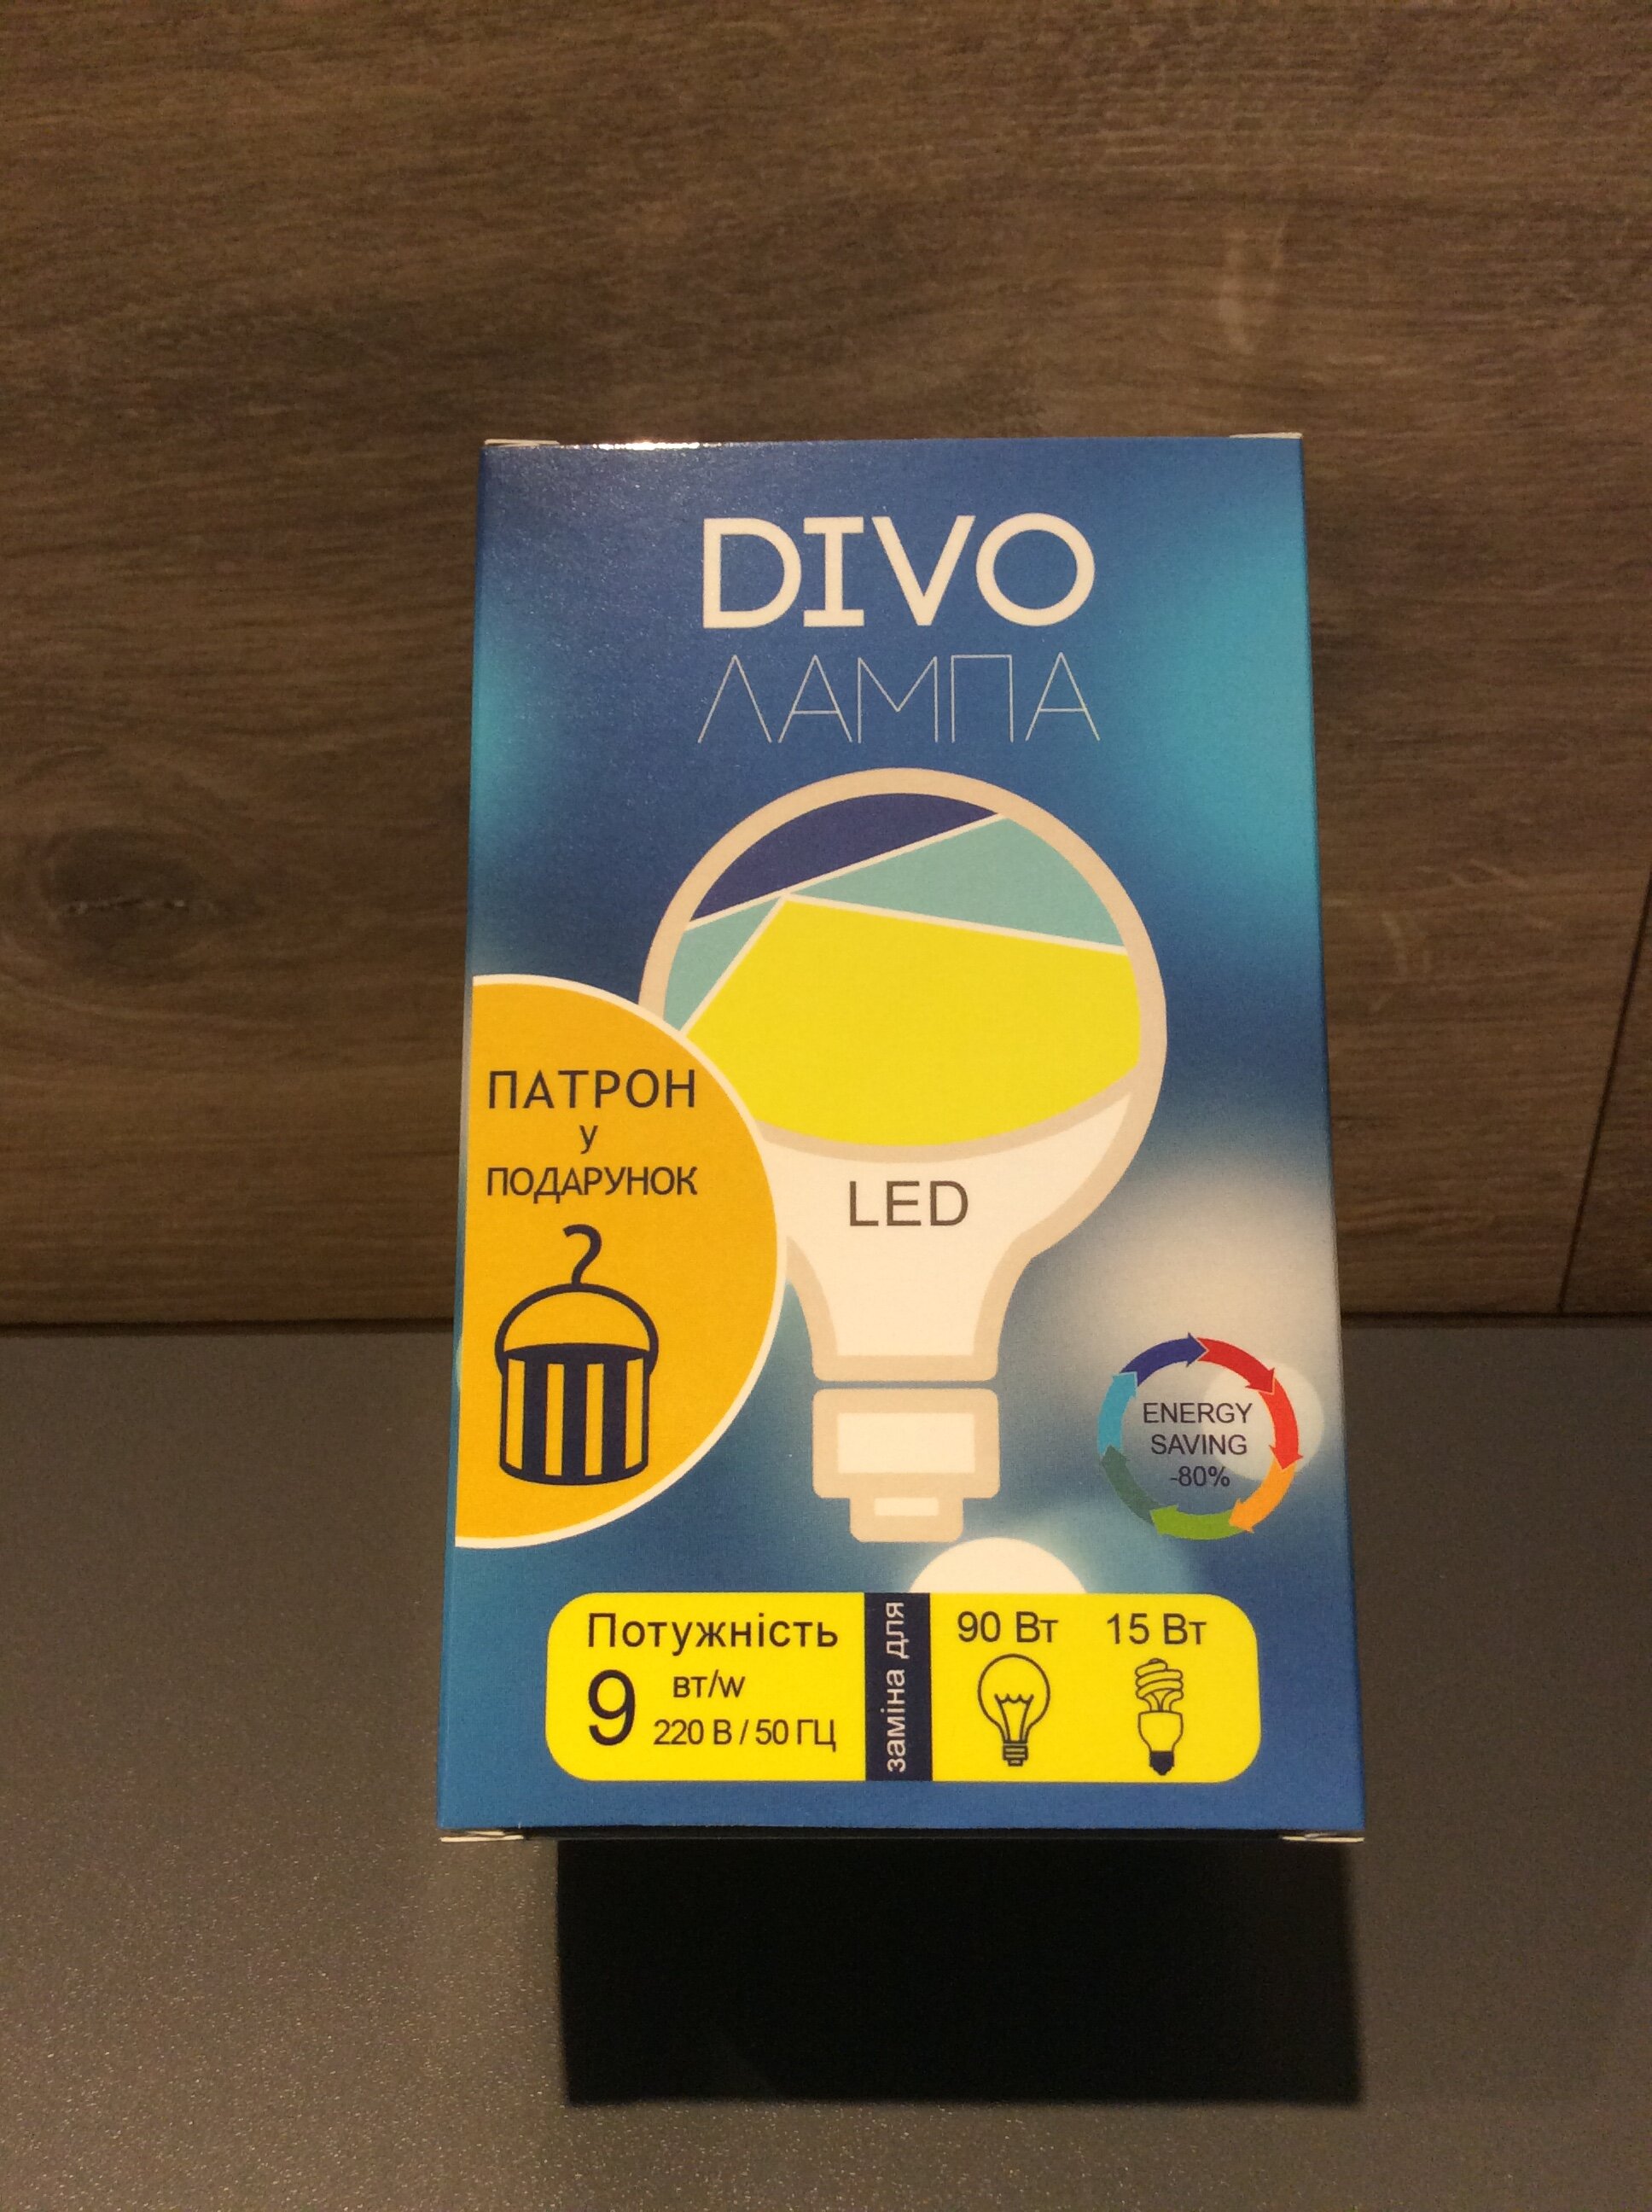 DIVO
ЛАМПА
ПАТРОН
У
ПОДАРУНОК
LED
ENERGY
SAVING
-80%
Потужність
9 вт/w
220 В / 50 ГЦ
заміна для
90 Вт 15 Вт